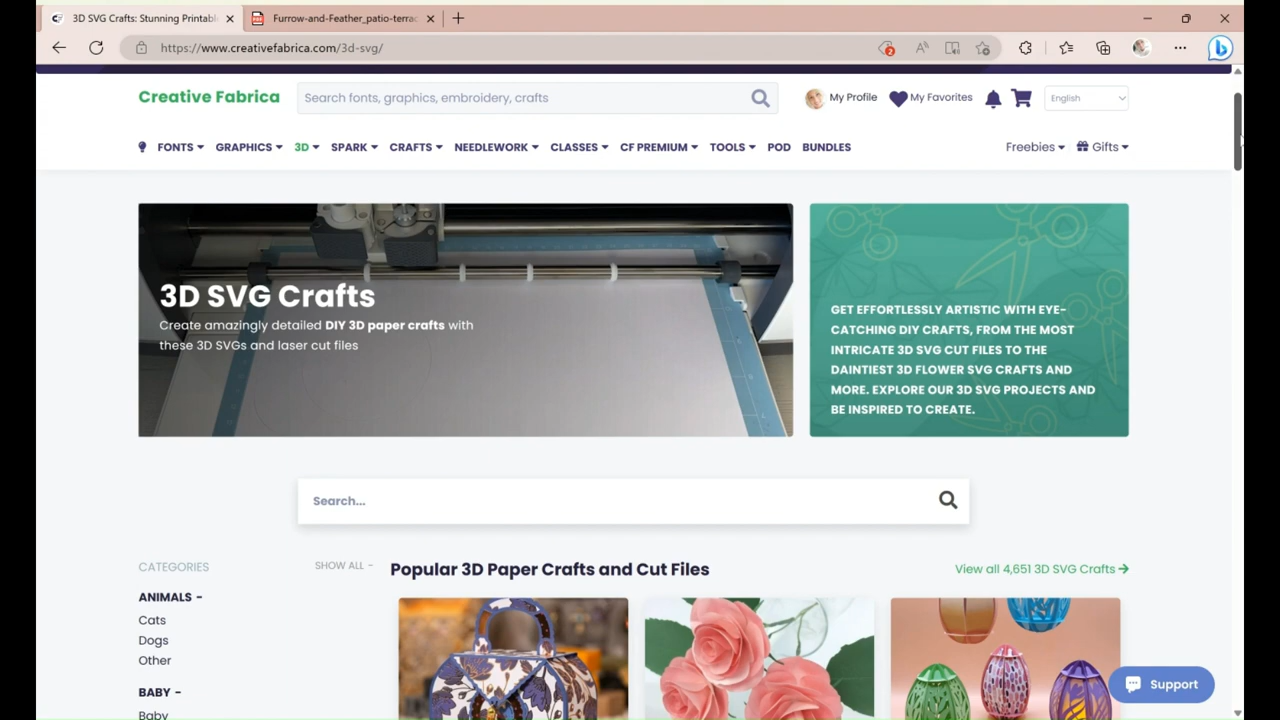 3D SVG Crafts: Stunning Printabl
Furrow-and-Feather_patio-terrac
https://www.creativefabrica.com/3d-svg/
2
Creative Fabrica
Search fonts, graphics, embroidery, crafts
My Profile
My Favorites
English
FONTS
GRAPHICS
3D
SPARK
CRAFTS
NEEDLEWORK
CLASSES
CF PREMIUM
TOOLS
POD
BUNDLES
Freebies
Gifts
3D SVG Crafts
Create amazingly detailed DIY 3D paper crafts with
these 3D SVGs and laser cut files
GET EFFORTLESSLY ARTISTIC WITH EYE-
CATCHING DIY CRAFTS, FROM THE MOST
INTRICATE 3D SVG CUT FILES TO THE
DAINTIEST 3D FLOWER SVG CRAFTS AND
MORE. EXPLORE OUR 3D SVG PROJECTS AND
BE INSPIRED TO CREATE.
Search...
CATEGORIES
SHOW ALL -
Popular 3D Paper Crafts and Cut Files
View all 4,651 3D SVG Crafts →
ANIMALS -
Cats
Dogs
Other
BABY -
Baby
Support